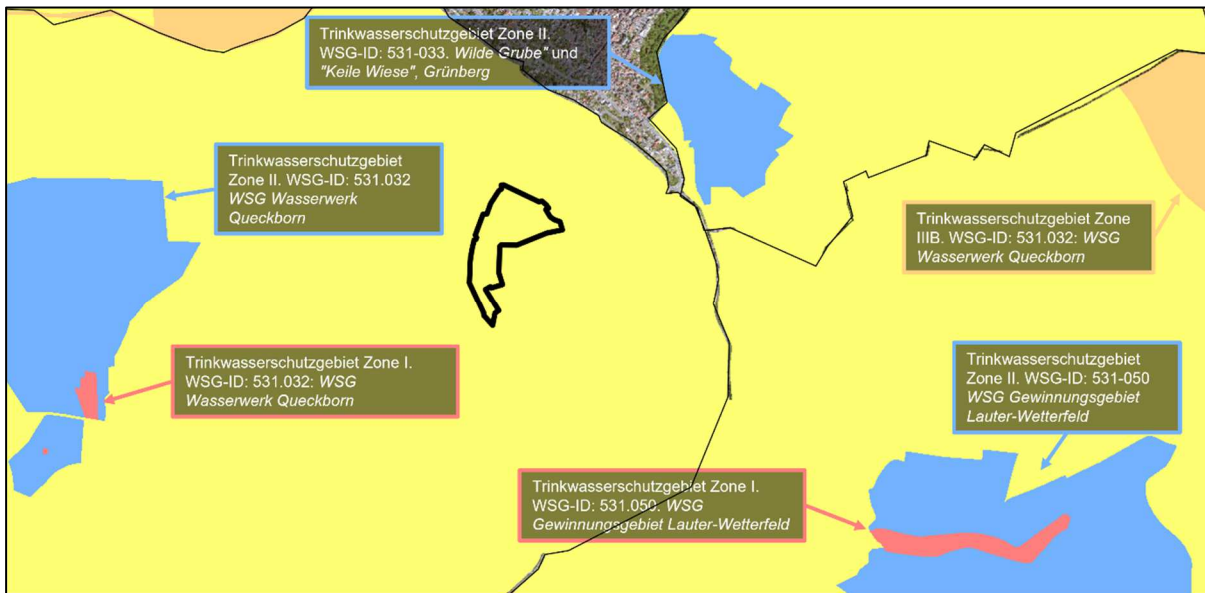 Trinkwasserschutzgebiet Zone II.
WSG-ID: 531-033. Wilde Grube" und
"Keile Wiese", Grünberg
Trinkwasserschutzgebiet
Zone II. WSG-ID: 531.032
WSG Wasserwerk
Queckborn
Trinkwasserschutzgebiet Zone
IIIB. WSG-ID: 531.032: WSG
Wasserwerk Queckborn
Trinkwasserschutzgebiet Zone I.
WSG-ID: 531.032: WSG
Wasserwerk Queckborn
Trinkwasserschutzgebiet
Zone II. WSG-ID: 531-050
WSG Gewinnungsgebiet
Lauter-Wetterfeld
Trinkwasserschutzgebiet Zone I.
WSG-ID: 531.050. WSG
Gewinnungsgebiet Lauter-Wetterfeld